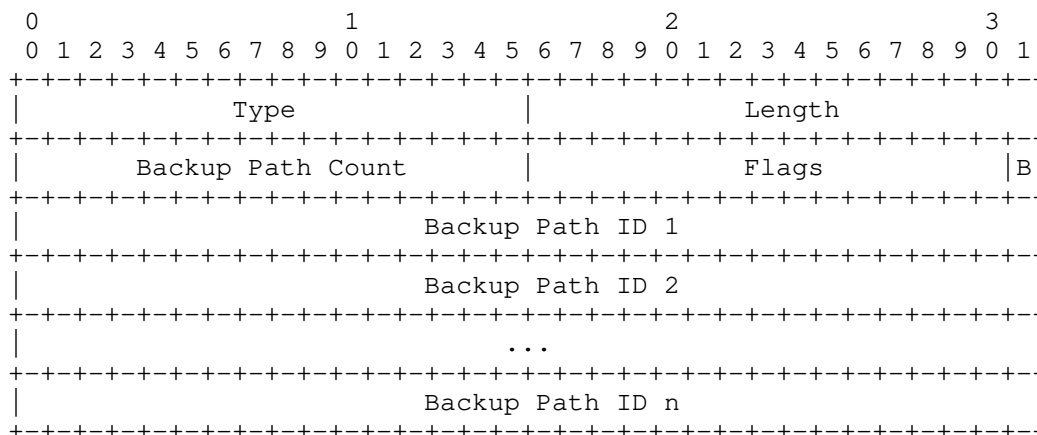 0                   1                   2                   3
 0 1 2 3 4 5 6 7 8 9 0 1 2 3 4 5 6 7 8 9 0 1 2 3 4 5 6 7 8 9 0 1
+-+-+-+-+-+-+-+-+-+-+-+-+-+-+-+-+-+-+-+-+-+-+-+-+-+-+-+-+-+-+-+-
|             Type              |             Length
+-+-+-+-+-+-+-+-+-+-+-+-+-+-+-+-+-+-+-+-+-+-+-+-+-+-+-+-+-+-+-+-
|       Backup Path Count       |             Flags           |B
+-+-+-+-+-+-+-+-+-+-+-+-+-+-+-+-+-+-+-+-+-+-+-+-+-+-+-+-+-+-+-+-
|                         Backup Path ID 1
+-+-+-+-+-+-+-+-+-+-+-+-+-+-+-+-+-+-+-+-+-+-+-+-+-+-+-+-+-+-+-+-
|                         Backup Path ID 2
+-+-+-+-+-+-+-+-+-+-+-+-+-+-+-+-+-+-+-+-+-+-+-+-+-+-+-+-+-+-+-+-
|                              ...
+-+-+-+-+-+-+-+-+-+-+-+-+-+-+-+-+-+-+-+-+-+-+-+-+-+-+-+-+-+-+-+-
|                         Backup Path ID n
+-+-+-+-+-+-+-+-+-+-+-+-+-+-+-+-+-+-+-+-+-+-+-+-+-+-+-+-+-+-+-+-